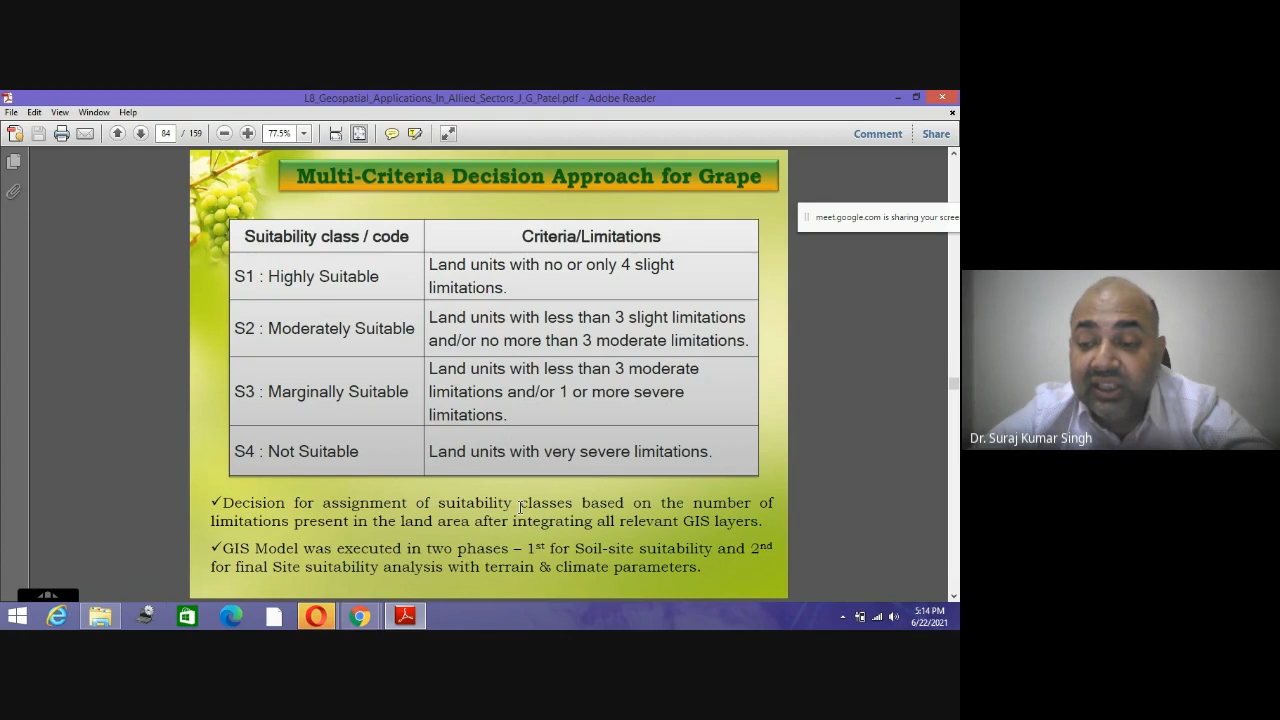 L8_Geospatial_Applications_In_Allied_Sectors_J_G_Patel.pdf - Adobe Reader
File Edit View Window Help
84 / 159 77.5% Comment Share
Multi-Criteria Decision Approach for Grape
meet.google.com is sharing your scree
Suitability class / code Criteria/Limitations
S1 : Highly Suitable
Land units with no or only 4 slight
limitations.
S2 : Moderately Suitable
Land units with less than 3 slight limitations
and/or no more than 3 moderate limitations.
S3 : Marginally Suitable
Land units with less than 3 moderate
limitations and/or 1 or more severe
limitations.
S4 : Not Suitable
Land units with very severe limitations.
✓Decision for assignment of suitability classes based on the number of
limitations present in the land area after integrating all relevant GIS layers.
✓GIS Model was executed in two phases – 1st for Soil-site suitability and 2nd
for final Site suitability analysis with terrain & climate parameters.
Dr. Suraj Kumar Singh
5:14 PM
6/22/2021